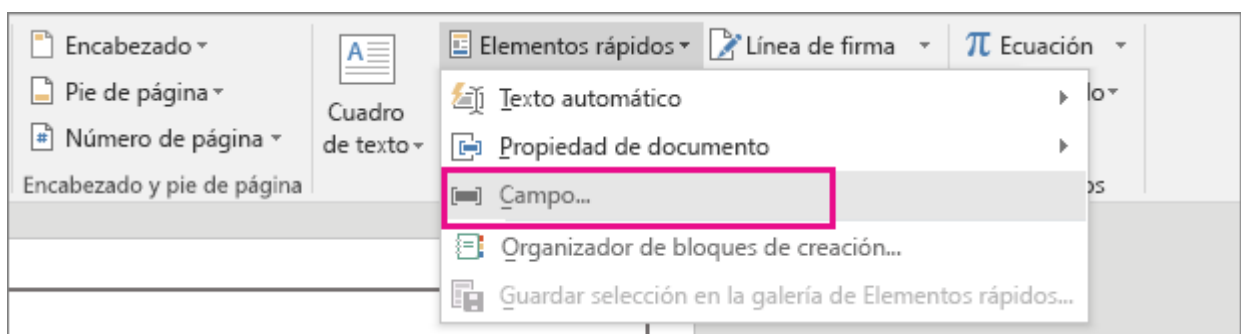 Encabezado
Pie de página
Número de página
Encabezado y pie de página
Cuadro
de texto
Elementos rápidos
Línea de firma
Ecuación
Texto automático
Propiedad de documento
Campo...
Organizador de bloques de creación...
Guardar selección en la galería de Elementos rápidos...